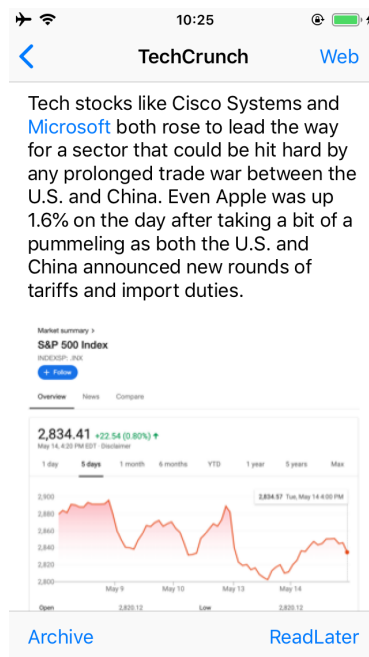 10:25
TechCrunch
Web
Tech stocks like Cisco Systems and
Microsoft both rose to lead the way
for a sector that could be hit hard by
any prolonged trade war between the
U.S. and China. Even Apple was up
1.6% on the day after taking a bit of a
pummeling as both the U.S. and
China announced new rounds of
tariffs and import duties.
Market summary >
S&P 500 Index
INDEXSP: .INX
+ Follow
Overview News Compare
2,834.41 +22.54 (0.80%) ↑
May 14, 4:20 PM EDT · Disclaimer
1 day 5 days 1 month 6 months YTD 1 year 5 years Max
2,834.57 Tue, May 14 4:00 PM
2,900
2,880
2,860
2,840
2,820
2,800
May 9 May 10 May 13 May 14
Open 2,820.12 Low 2,820.12
Archive
ReadLater